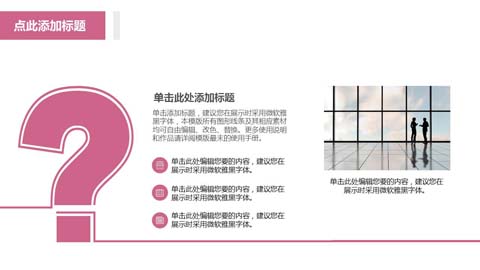 点此添加标题
单击此处添加标题
单击添加标题，建议您在展示时采用微软雅
黑字体，本模版所有图形线条及其相应素材
均可自由编辑、改色、替换。更多使用说明
和作品请详阅模版最末的使用手册。
单击此处编辑您要的内容，建议您在
展示时采用微软雅黑字体。
单击此处编辑您要的内容，建议您在
展示时采用微软雅黑字体。
单击此处编辑您要的内容，建议您在
展示时采用微软雅黑字体。
单击此处编辑您要的内容，建议您在
展示时采用微软雅黑字体。